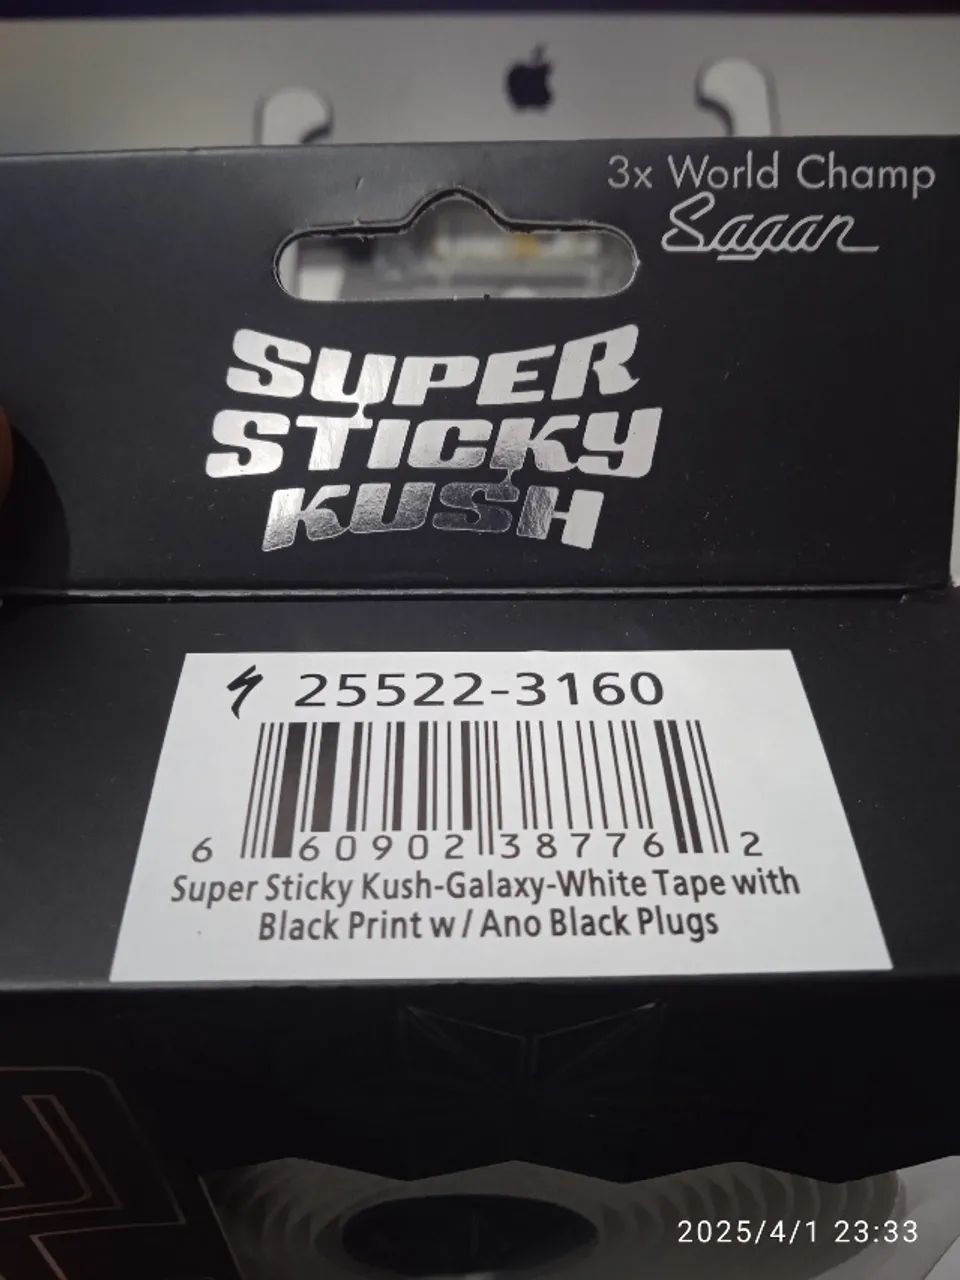 3x World Champ
Sagan
SUPER
STICKY
KUSH
25522-3160
6 60902 38776 2
Super Sticky Kush-Galaxy-White Tape with
Black Print w/Ano Black Plugs
2025/4/1 23:33